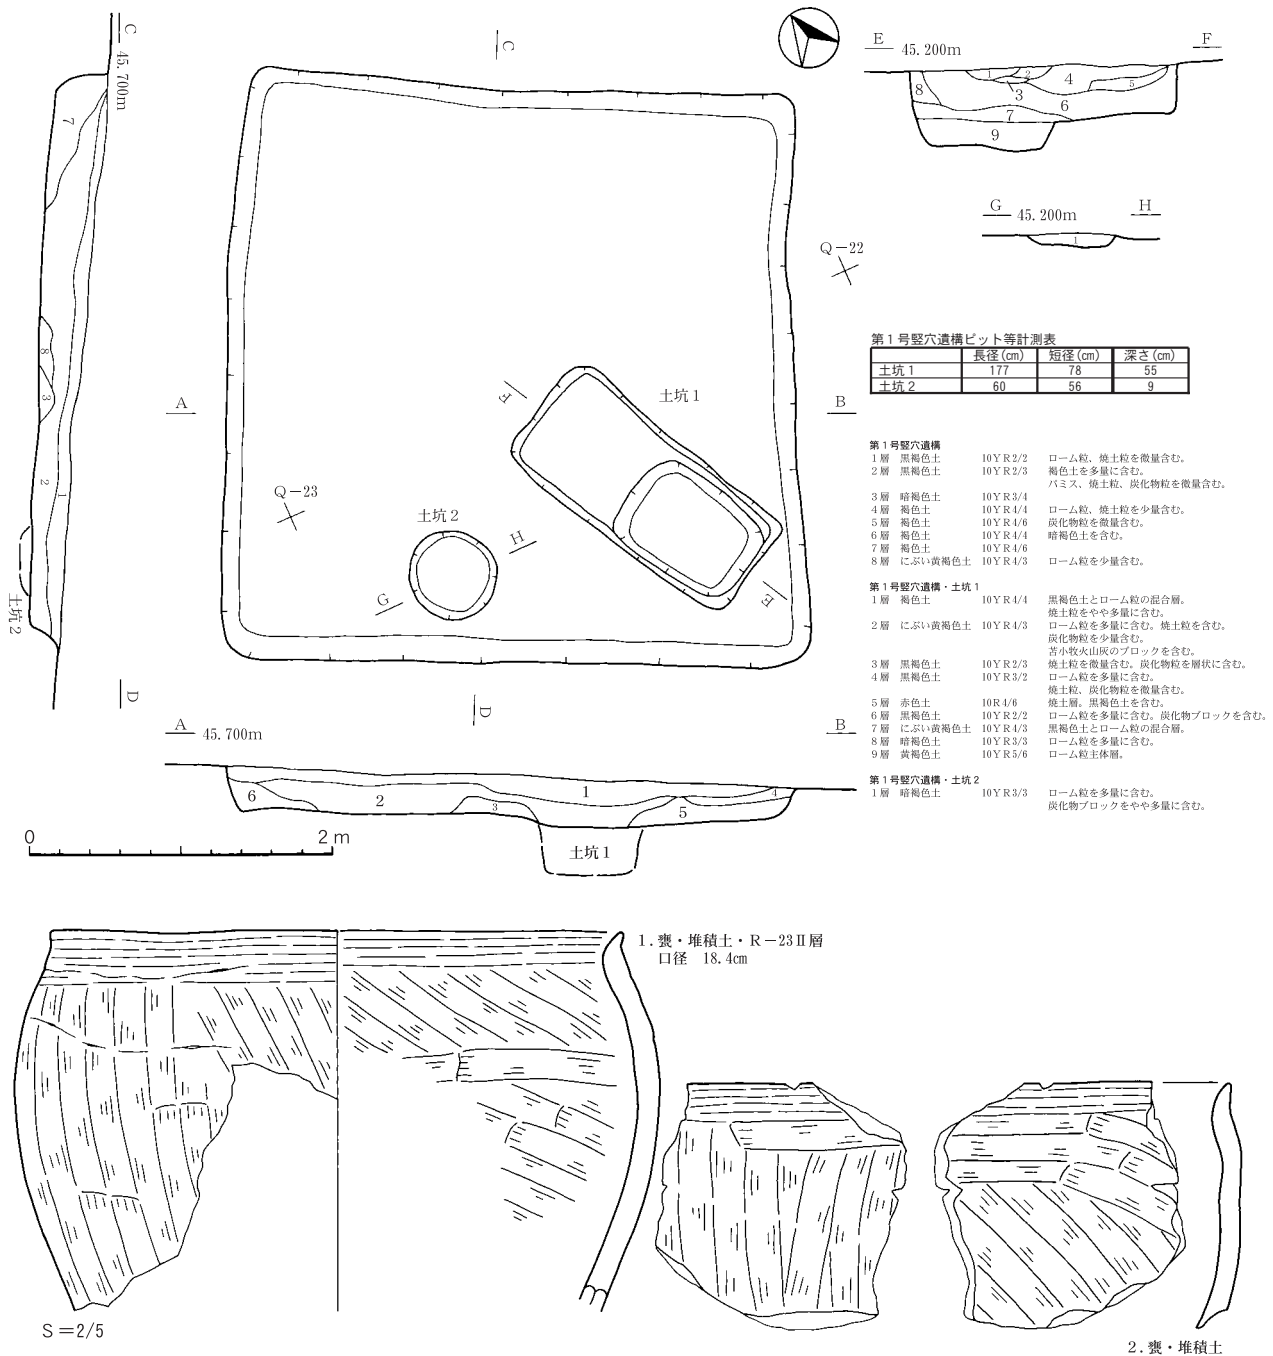 C
45.700m
7
8
3
2
1
土坑2
D
C
Q−22
A
B
土坑1
F
E
Q−23
土坑2
H
G
D
E 45.200m F
1
2
3
4
5
6
7
8
9
G 45.200m H
1
第1号竪穴遺構ピット等計測表
長径(cm) 短径(cm) 深さ(cm)
土坑1 177 78 55
土坑2 60 56 9
第1号竪穴遺構
1層 黒褐色土 10YR2/2 ローム粒、焼土粒を微量含む。
2層 黒褐色土 10YR2/3 褐色土を多量に含む。
パミス、焼土粒、炭化物粒を微量含む。
3層 暗褐色土 10YR3/4
4層 褐色土 10YR4/4 ローム粒、焼土粒を少量含む。
5層 褐色土 10YR4/6 炭化物粒を微量含む。
6層 褐色土 10YR4/4 暗褐色土を含む。
7層 褐色土 10YR4/6
8層 にぶい黄褐色土 10YR4/3 ローム粒を少量含む。
第1号竪穴遺構・土坑1
1層 褐色土 10YR4/4 黒褐色土とローム粒の混合層。
焼土粒をやや多量に含む。
2層 にぶい黄褐色土 10YR4/3 ローム粒を多量に含む。焼土粒を含む。
炭化物粒を少量含む。
苫小牧火山灰のブロックを含む。
3層 黒褐色土 10YR2/3 焼土粒を微量含む。炭化物粒を層状に含む。
4層 黒褐色土 10YR3/2 ローム粒を多量に含む。
焼土粒、炭化物粒を微量含む。
5層 赤色土 10R4/6 焼土層。黒褐色土を含む。
6層 黒褐色土 10YR2/2 ローム粒を多量に含む。炭化物ブロックを含む。
7層 にぶい黄褐色土 10YR4/3 黒褐色土とローム粒の混合層。
8層 暗褐色土 10YR3/3 ローム粒を多量に含む。
9層 黄褐色土 10YR5/6 ローム粒主体層。
第1号竪穴遺構・土坑2
1層 暗褐色土 10YR3/3 ローム粒を多量に含む。
炭化物ブロックをやや多量に含む。
A 45.700m B
6
2
3
1
5
4
土坑1
0 2m
1.甕・堆積土・R−23Ⅱ層
口径 18.4cm
S=2/5
2.甕・堆積土